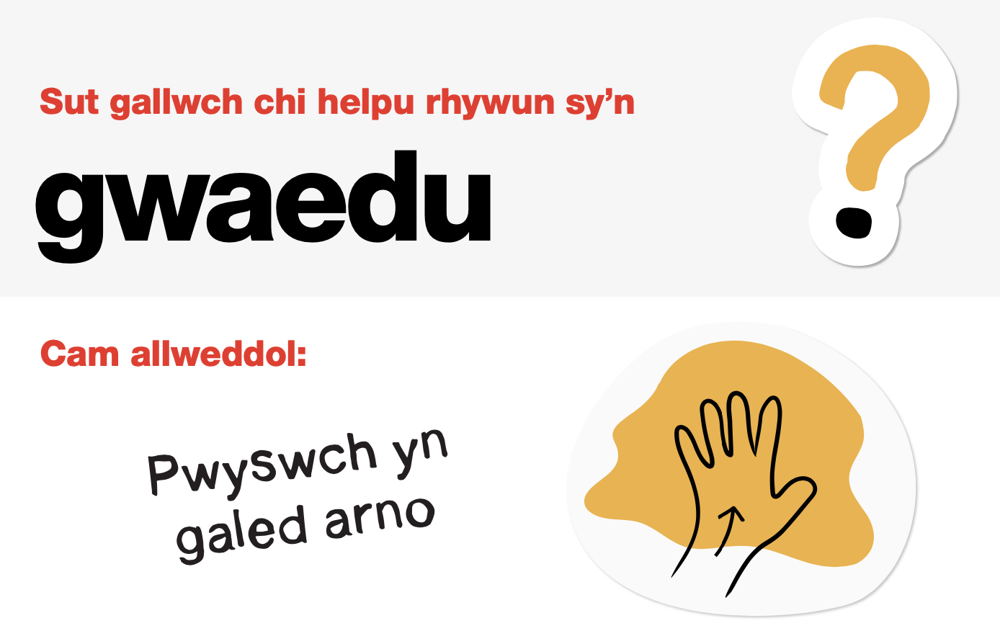 Sut gallwch chi helpu rhywun sy’n
gwaedu
Cam allweddol:
Pwyswch yn
galed arno